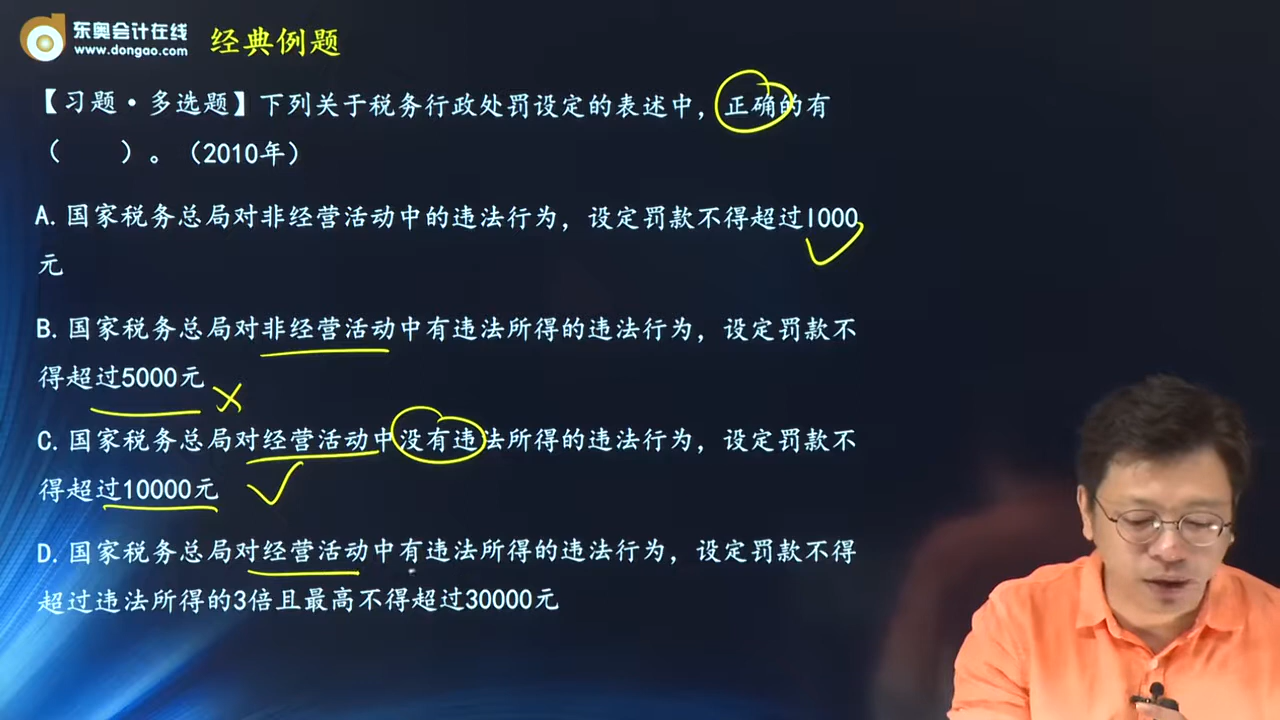 东奥会计在线
www.dongao.com
经典例题
【习题·多选题】下列关于税务行政处罚设定的表述中，正确的有
（　　）。（2010年）
A. 国家税务总局对非经营活动中的违法行为，设定罚款不得超过1000
元
B. 国家税务总局对非经营活动中有违法所得的违法行为，设定罚款不
得超过5000元
C. 国家税务总局对经营活动中没有违法所得的违法行为，设定罚款不
得超过10000元
D. 国家税务总局对经营活动中有违法所得的违法行为，设定罚款不得
超过违法所得的3倍且最高不得超过30000元